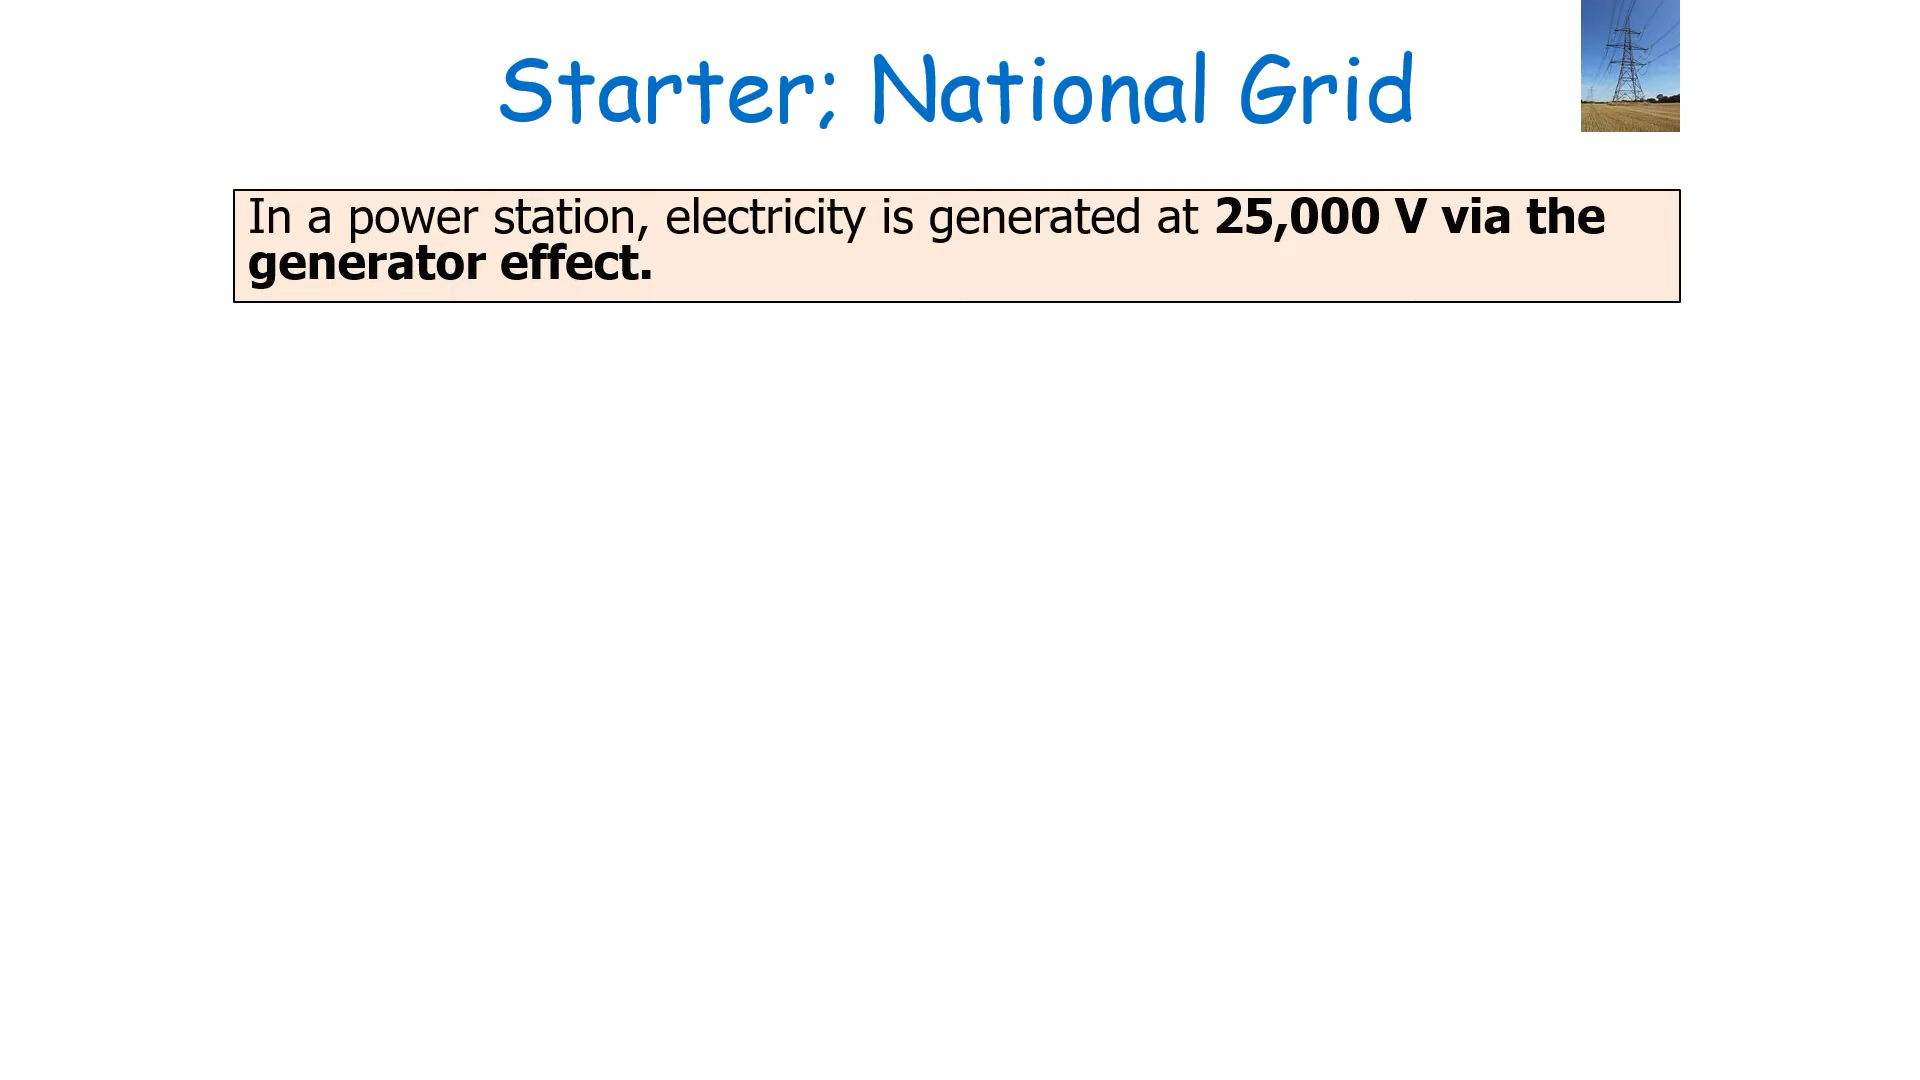 Starter; National Grid
In a power station, electricity is generated at 25,000 V via the
generator effect.